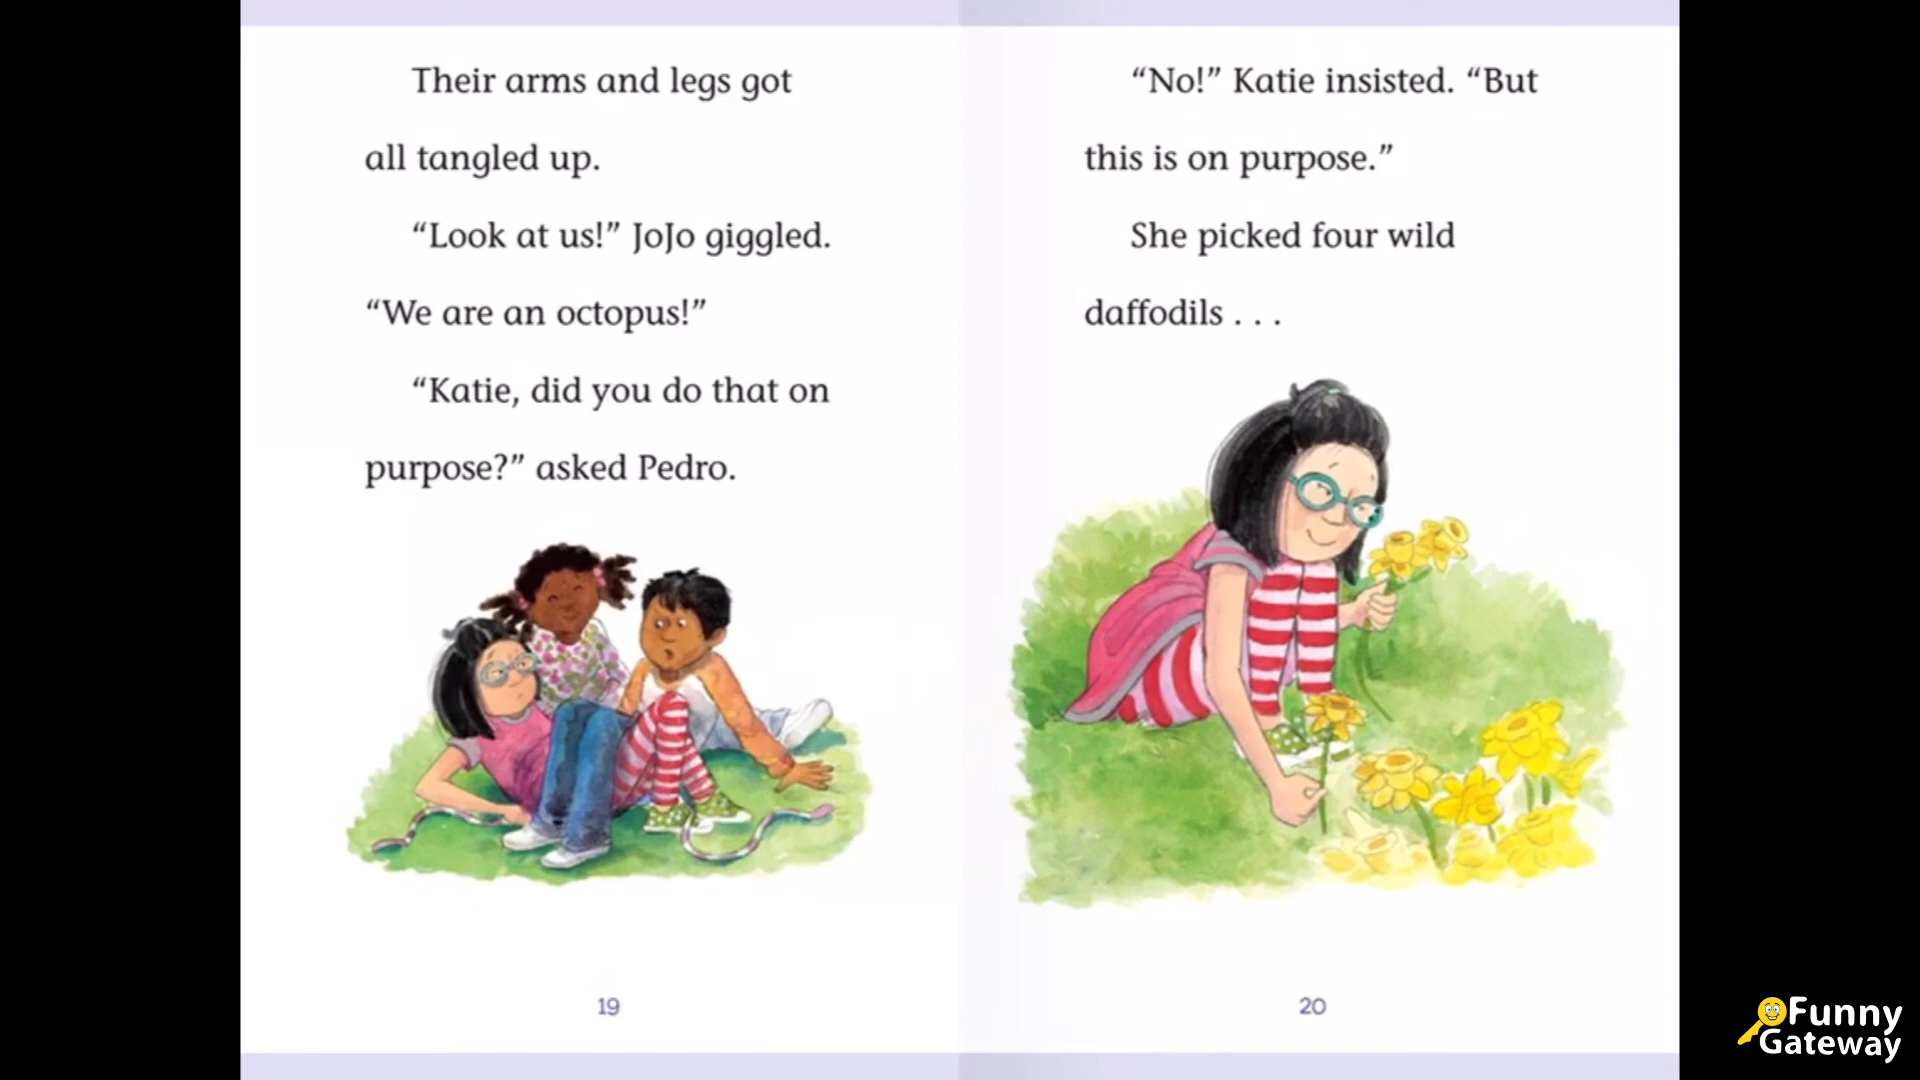 Their arms and legs got
all tangled up.
“Look at us!” JoJo giggled.
“We are an octopus!”
“Katie, did you do that on
purpose?” asked Pedro.
19
“No!” Katie insisted. “But
this is on purpose.”
She picked four wild
daffodils . . .
20
Funny
Gateway